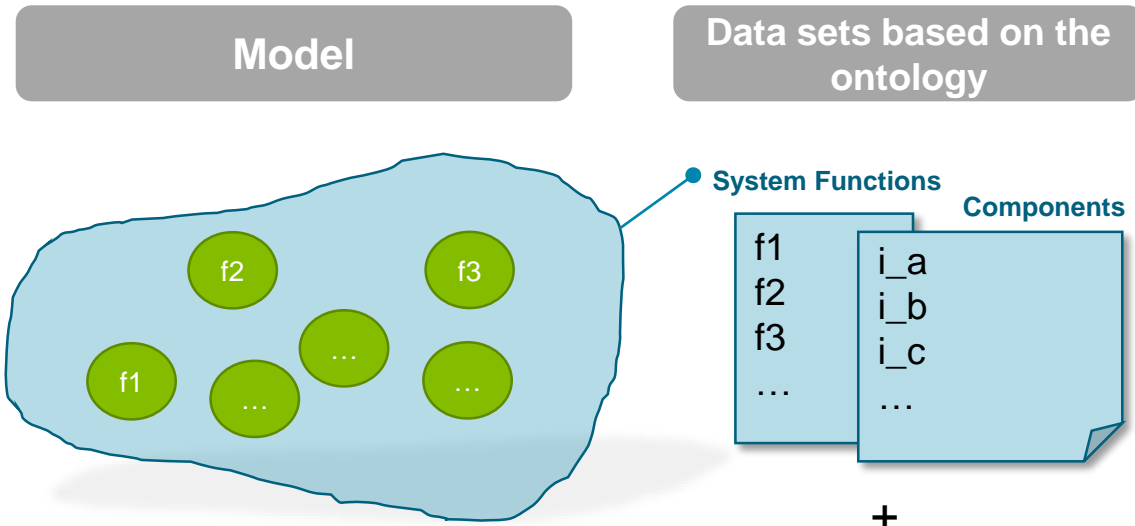 Model
Data sets based on the
ontology
System Functions
Components
f1
f2
f3
…
i_a
i_b
i_c
…
f2
f3
…
f1
…
…
+